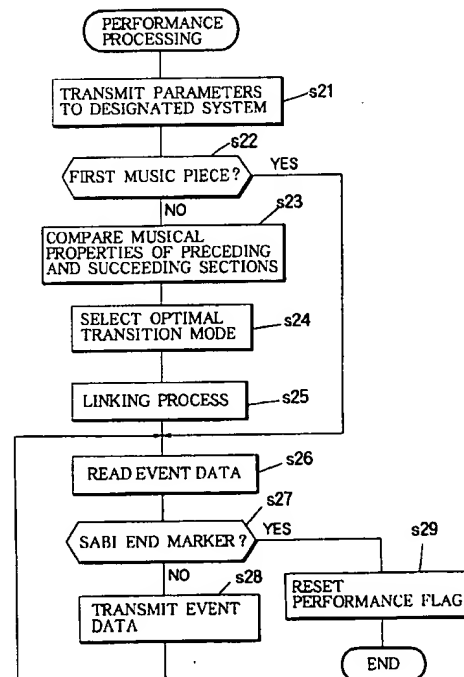 PERFORMANCE
PROCESSING
TRANSMIT PARAMETERS
TO DESIGNATED SYSTEM
s21
s22
FIRST MUSIC PIECE?
YES
NO
s23
COMPARE MUSICAL
PROPERTIES OF PRECEDING
AND SUCCEEDING SECTIONS
SELECT OPTIMAL
TRANSITION MODE
s24
LINKING PROCESS
s25
READ EVENT DATA
s26
s27
SABI END MARKER?
YES
NO
s28
s29
TRANSMIT EVENT
DATA
RESET
PERFORMANCE FLAG
END